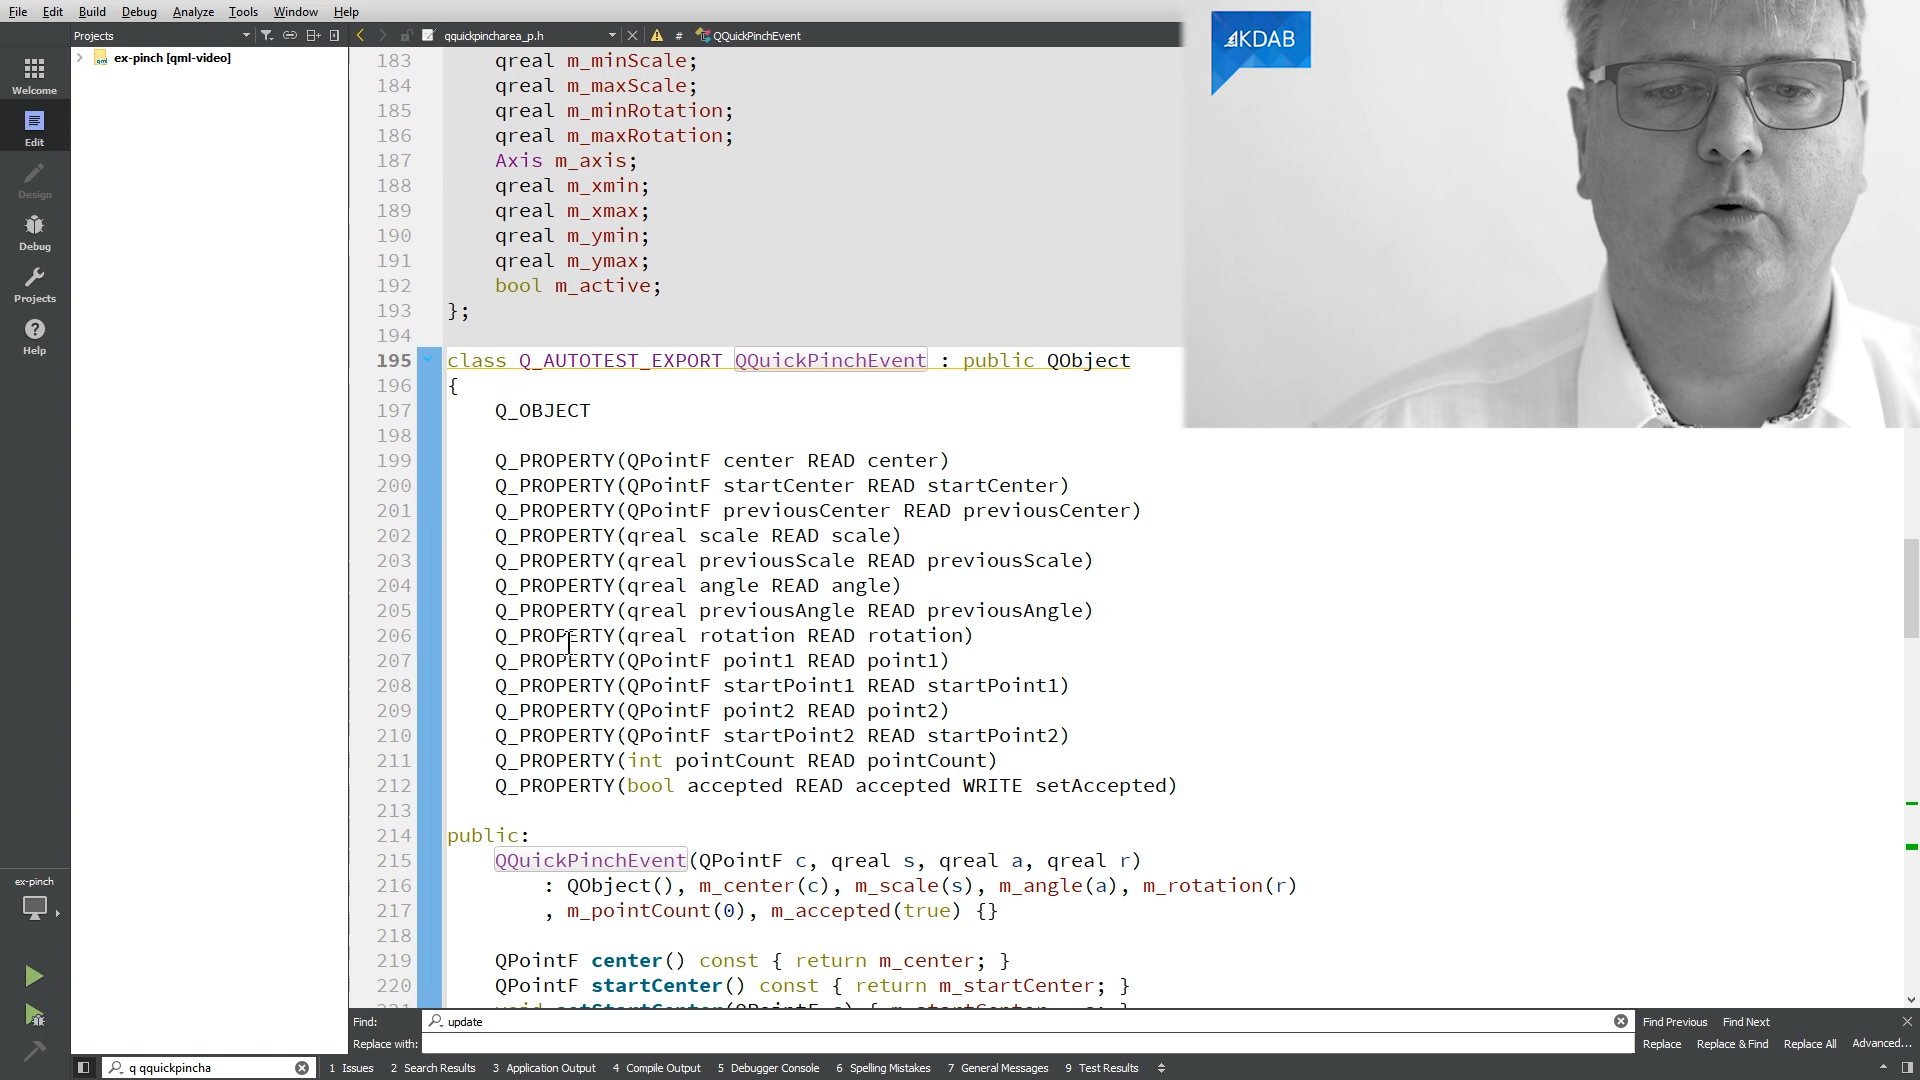 File Edit Build Debug Analyze Tools Window Help
Projects qquickpincharea_p.h # QQuickPinchEvent
KDAB
ex-pinch [qml-video]
Welcome
Edit
Design
Debug
Projects
Help
183 qreal m_minScale;
184 qreal m_maxScale;
185 qreal m_minRotation;
186 qreal m_maxRotation;
187 Axis m_axis;
188 qreal m_xmin;
189 qreal m_xmax;
190 qreal m_ymin;
191 qreal m_ymax;
192 bool m_active;
193 };
194
195 class Q_AUTOTEST_EXPORT QQuickPinchEvent : public QObject
196 {
197 Q_OBJECT
198
199 Q_PROPERTY(QPointF center READ center)
200 Q_PROPERTY(QPointF startCenter READ startCenter)
201 Q_PROPERTY(QPointF previousCenter READ previousCenter)
202 Q_PROPERTY(qreal scale READ scale)
203 Q_PROPERTY(qreal previousScale READ previousScale)
204 Q_PROPERTY(qreal angle READ angle)
205 Q_PROPERTY(qreal previousAngle READ previousAngle)
206 Q_PROPERTY(qreal rotation READ rotation)
207 Q_PROPERTY(QPointF point1 READ point1)
208 Q_PROPERTY(QPointF startPoint1 READ startPoint1)
209 Q_PROPERTY(QPointF point2 READ point2)
210 Q_PROPERTY(QPointF startPoint2 READ startPoint2)
211 Q_PROPERTY(int pointCount READ pointCount)
212 Q_PROPERTY(bool accepted READ accepted WRITE setAccepted)
213
214 public:
215 QQuickPinchEvent(QPointF c, qreal s, qreal a, qreal r)
216 : QObject(), m_center(c), m_scale(s), m_angle(a), m_rotation(r)
217 , m_pointCount(0), m_accepted(true) {}
218
219 QPointF center() const { return m_center; }
220 QPointF startCenter() const { return m_startCenter; }
ex-pinch
Find: update Find Previous Find Next
Replace with: Replace Replace & Find Replace All Advanced...
q qquickpincha 1 Issues 2 Search Results 3 Application Output 4 Compile Output 5 Debugger Console 6 Spelling Mistakes 7 General Messages 9 Test Results